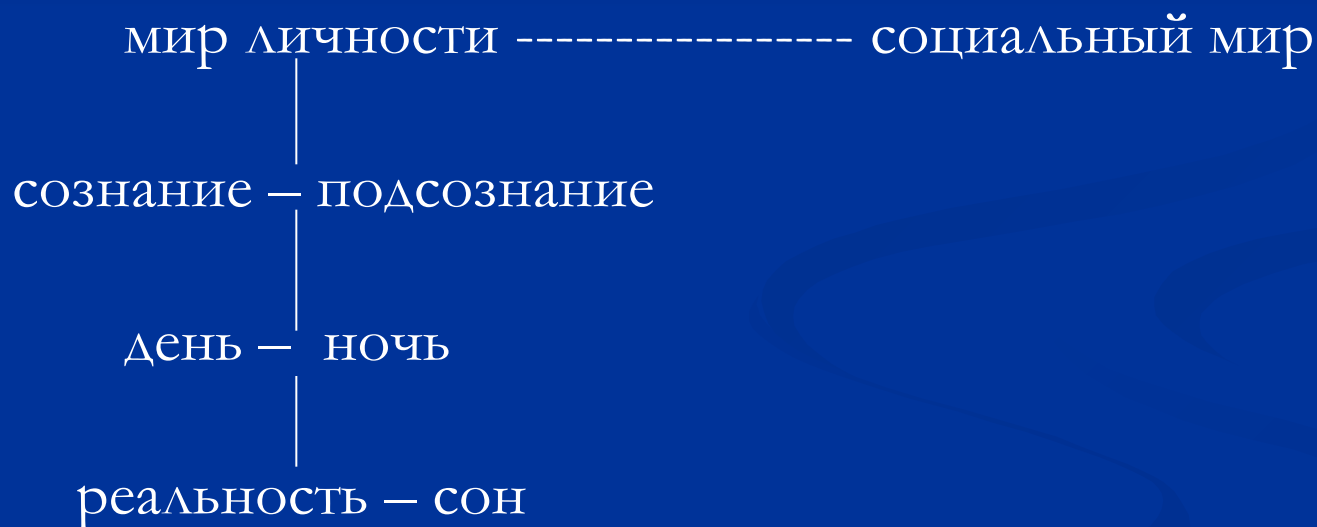 мир личности ----------------- социальный мир
сознание – подсознание
день – ночь
реальность – сон